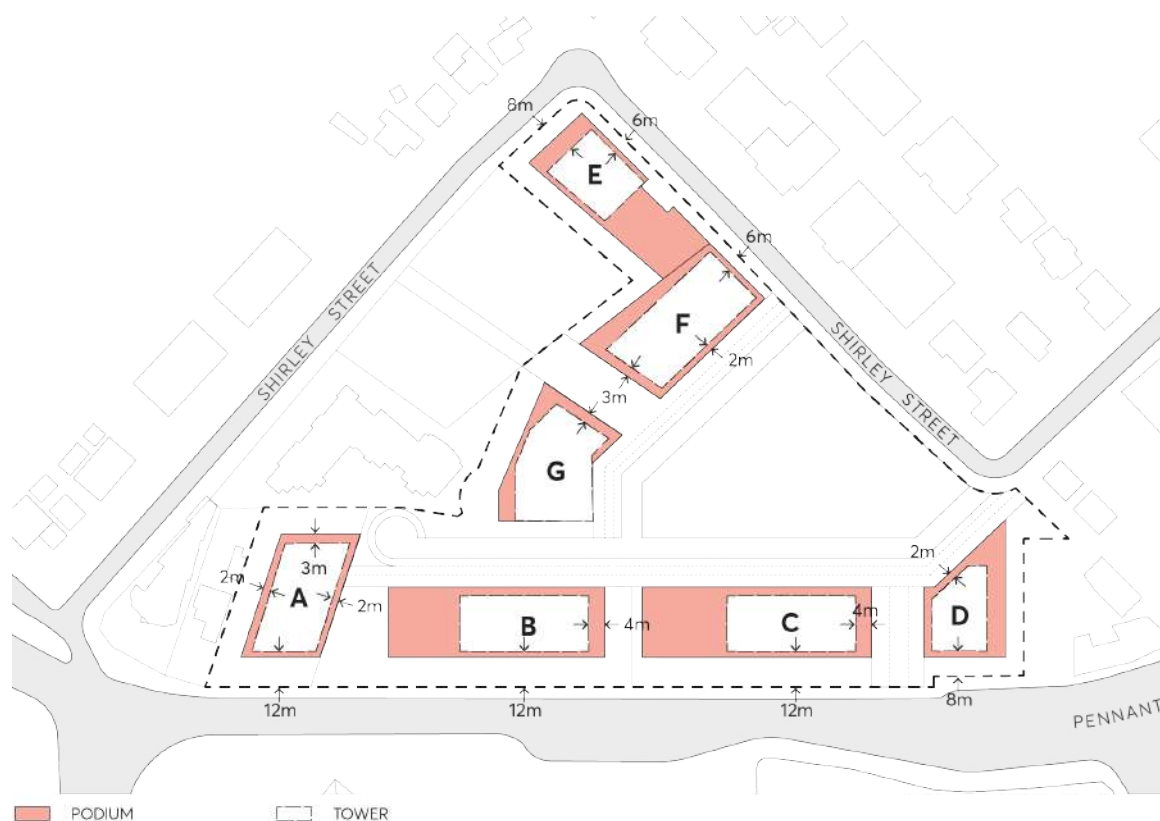 8m
6m
E
6m
SHIRLEY STREET
F
SHIRLEY STREET
2m
3m
G
2m
3m
A
2m
B
4m
C
4m
2m
D
12m
12m
12m
8m
PENNANT
PODIUM
TOWER